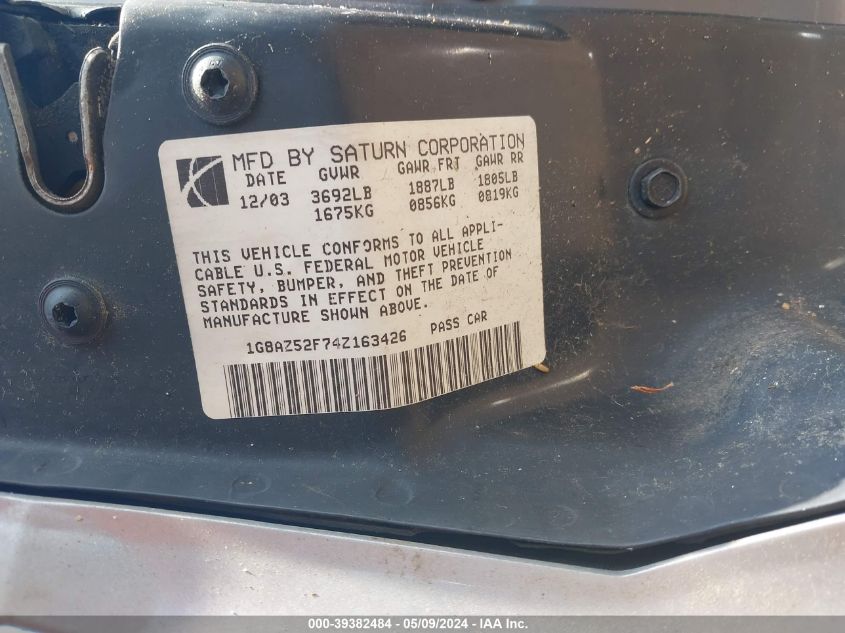 MFD BY SATURN CORPORATION
DATE GVWR GAWR FRT GAWR RR
12/03 3692LB 1887LB 1805LB
1675KG 0856KG 0819KG
THIS VEHICLE CONFORMS TO ALL APPLI-
CABLE U.S. FEDERAL MOTOR VEHICLE
SAFETY, BUMPER, AND THEFT PREVENTION
STANDARDS IN EFFECT ON THE DATE OF
MANUFACTURE SHOWN ABOVE.
1G8AZ52F74Z163426 PASS CAR
000-39382484 - 05/09/2024 - IAA Inc.